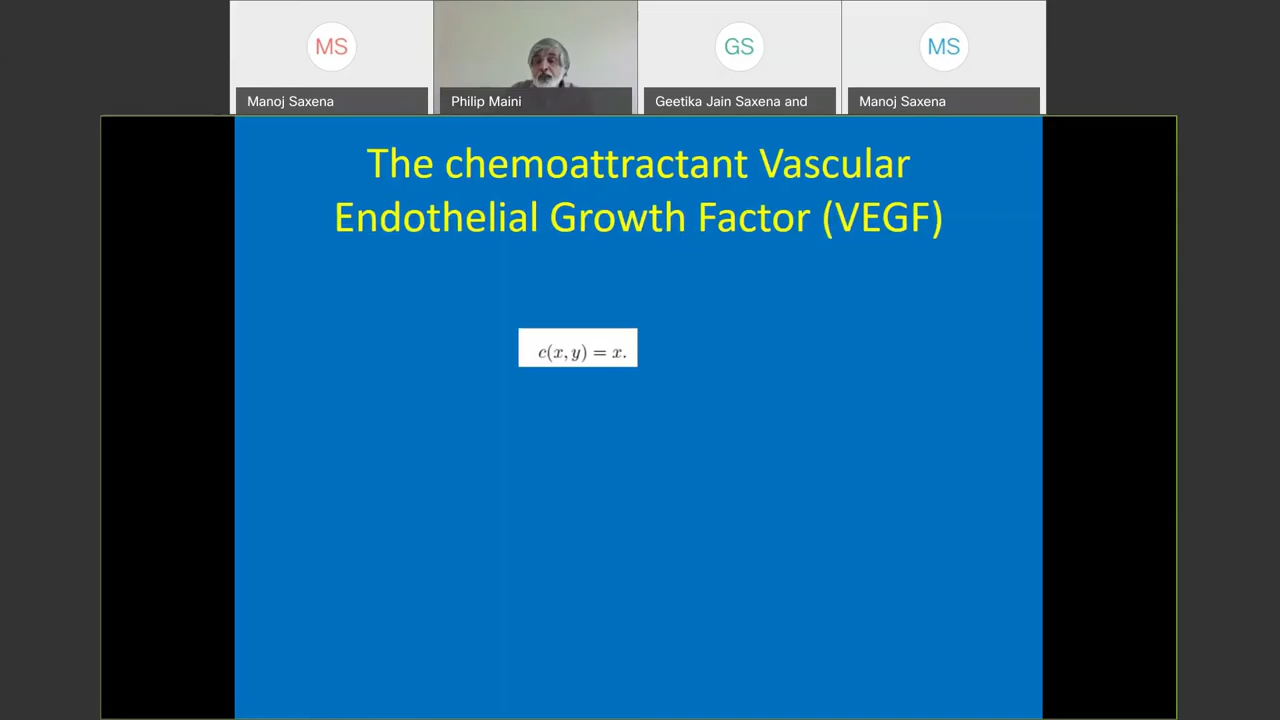 MS
GS
MS
Manoj Saxena
Philip Maini
Geetika Jain Saxena and
Manoj Saxena
The chemoattractant Vascular
Endothelial Growth Factor (VEGF)
c(x, y) = x.